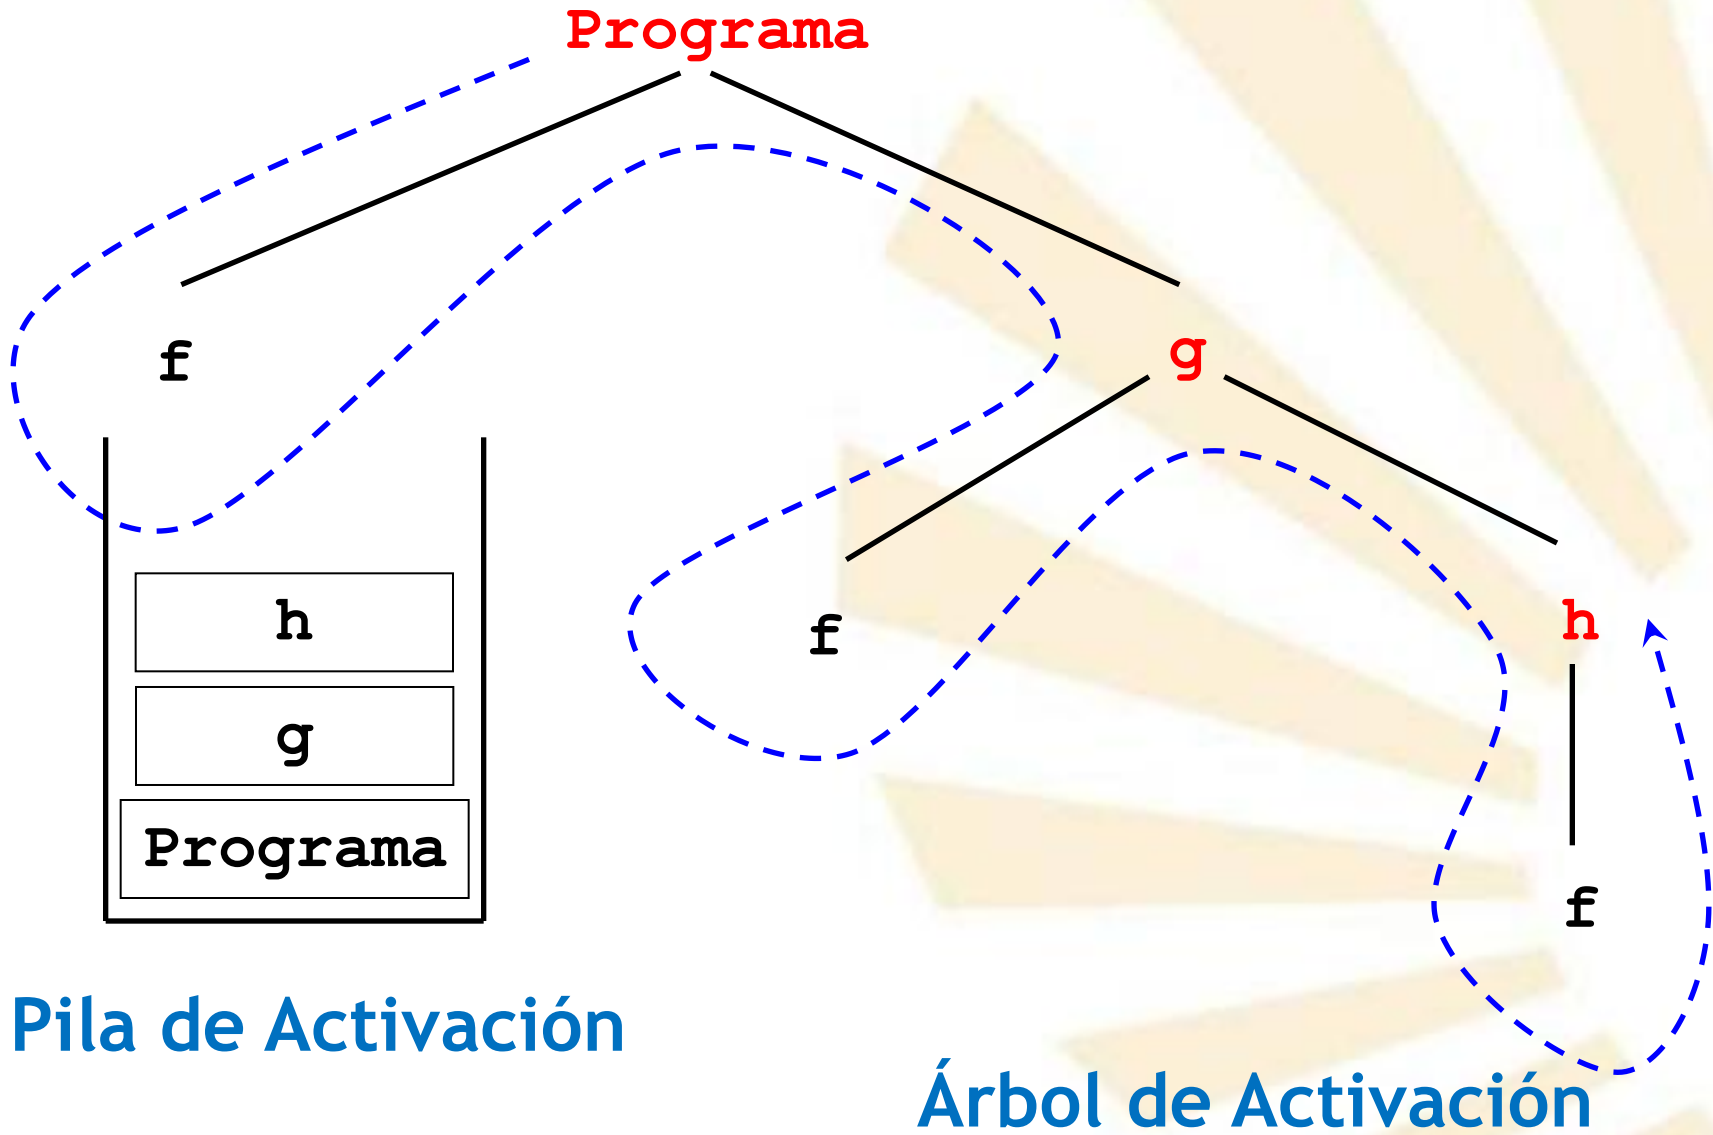 Programa
f
g
f
h
f
h
g
Programa
Pila de Activación
Árbol de Activación